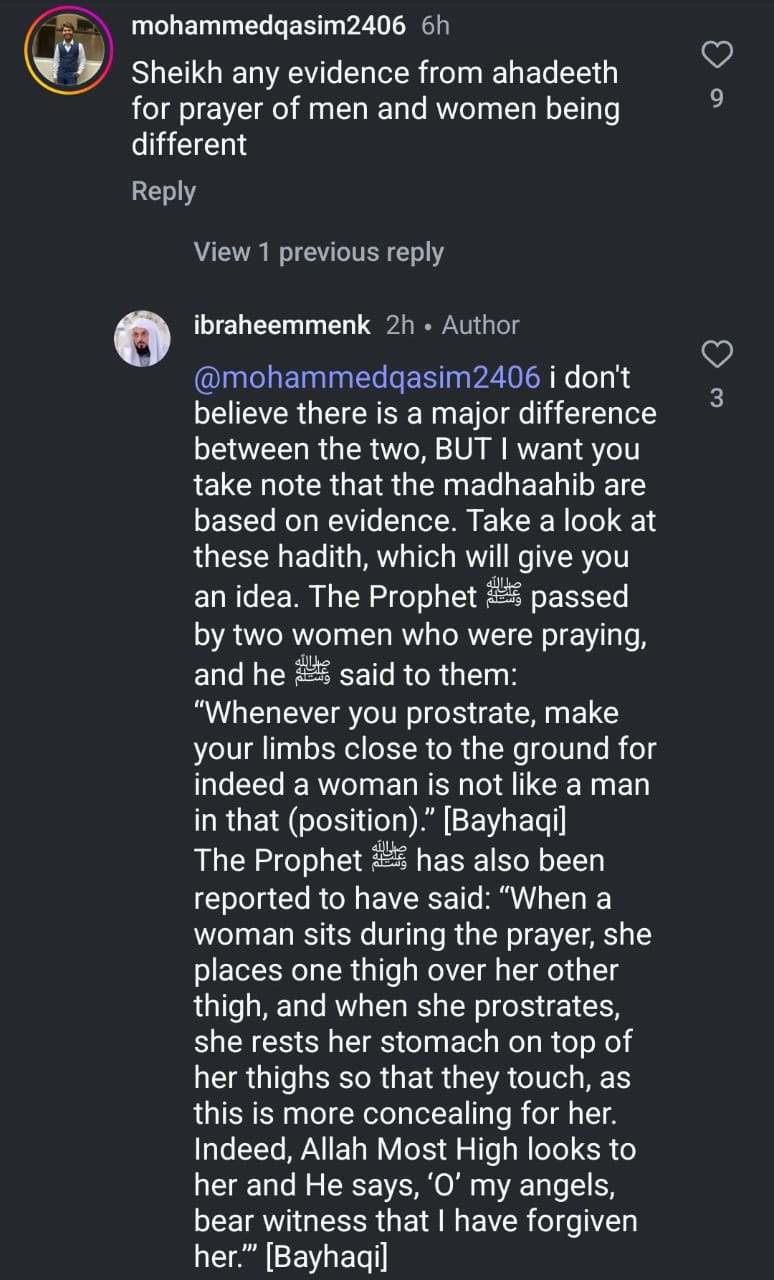 mohammedqasim2406 6h
Sheikh any evidence from ahadeeth
for prayer of men and women being
different
9
Reply
View 1 previous reply
ibraheemmenk 2h • Author
@mohammedqasim2406 i don't
believe there is a major difference
between the two, BUT I want you
take note that the madhaahib are
based on evidence. Take a look at
these hadith, which will give you
an idea. The Prophet ﷺ passed
by two women who were praying,
and he ﷺ said to them:
“Whenever you prostrate, make
your limbs close to the ground for
indeed a woman is not like a man
in that (position).” [Bayhaqi]
The Prophet ﷺ has also been
reported to have said: “When a
woman sits during the prayer, she
places one thigh over her other
thigh, and when she prostrates,
she rests her stomach on top of
her thighs so that they touch, as
this is more concealing for her.
Indeed, Allah Most High looks to
her and He says, ‘O’ my angels,
bear witness that I have forgiven
her.’” [Bayhaqi]
3